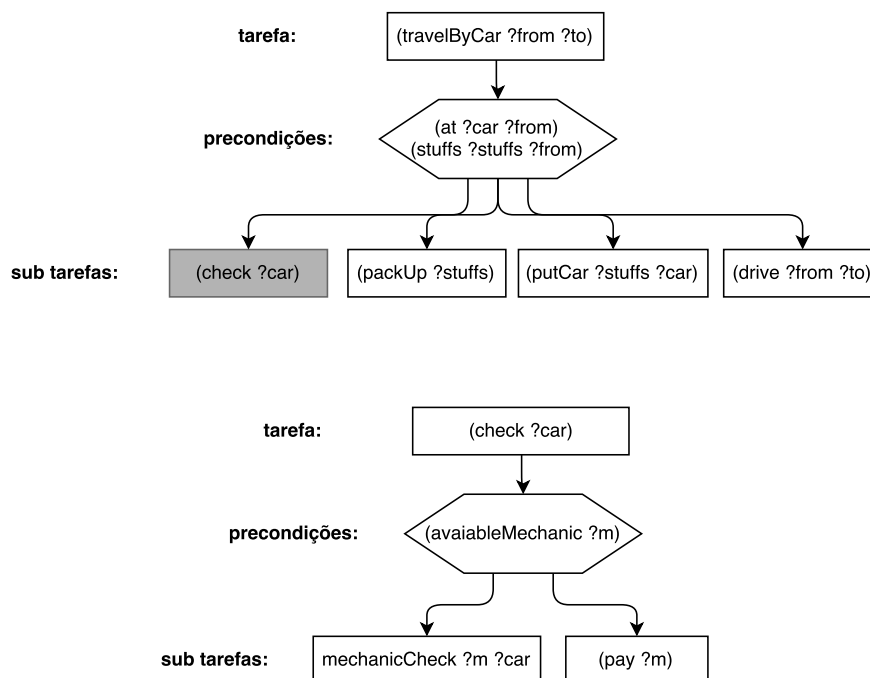 tarefa:
(travelByCar ?from ?to)
precondições:
(at ?car ?from)
(stuffs ?stuffs ?from)
sub tarefas:
(check ?car)
(packUp ?stuffs)
(putCar ?stuffs ?car)
(drive ?from ?to)
tarefa:
(check ?car)
precondições:
(avaiableMechanic ?m)
sub tarefas:
mechanicCheck ?m ?car
(pay ?m)